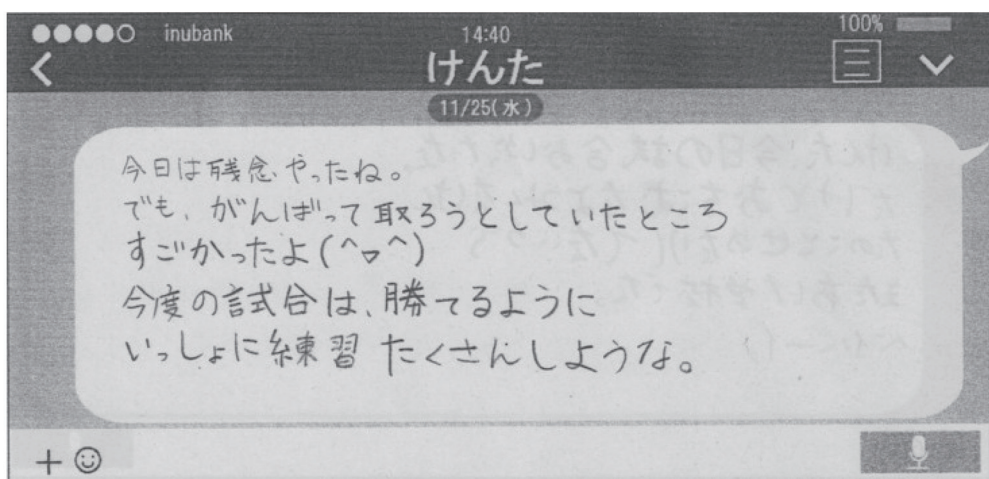 inubank 14:40 100%
けんた
11/25(水)
今日は残念やったね。
でも、がんばって取ろうとしていたところ
すごかったよ(^▽^)
今度の試合は、勝てるように
いっしょに練習 たくさんしような。